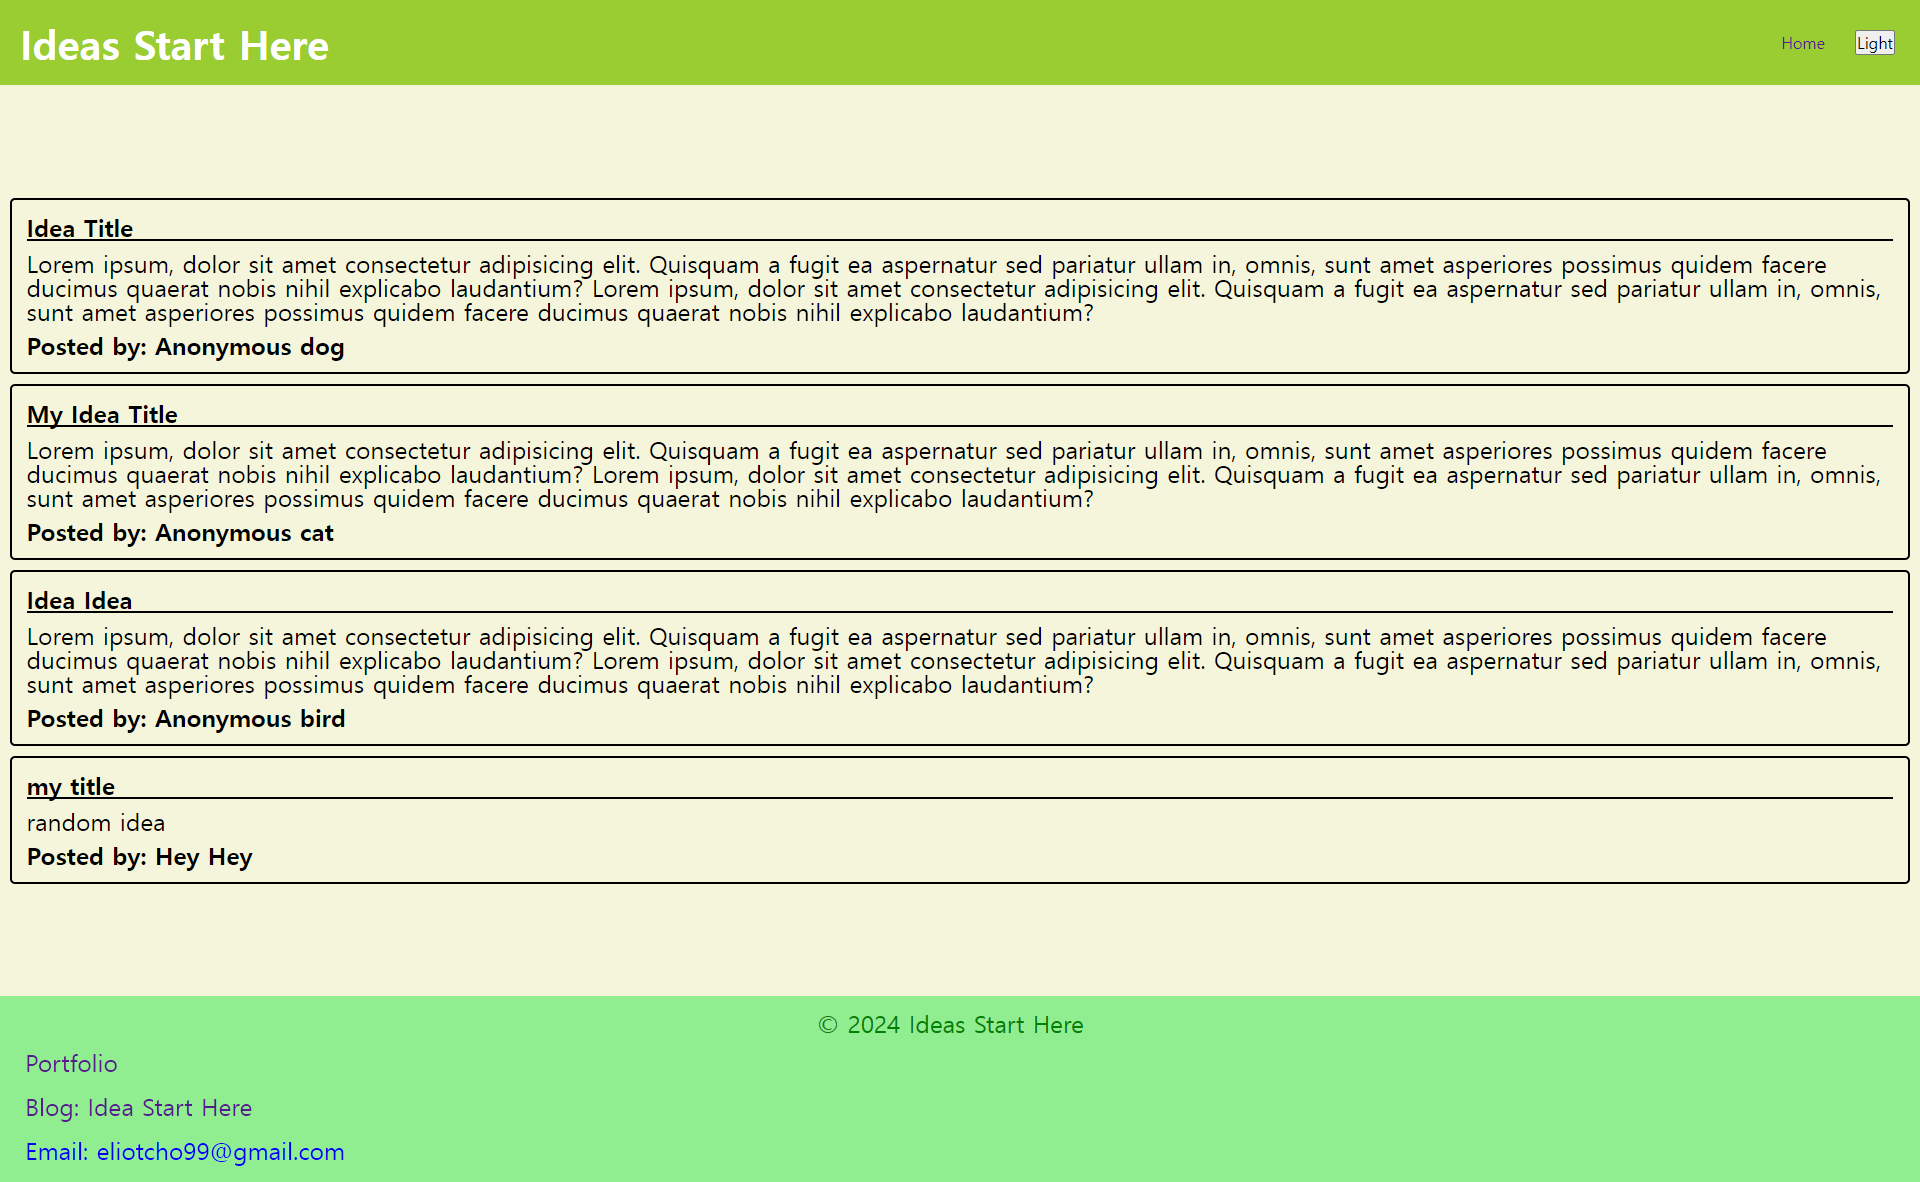 Ideas Start Here
Home
Light
Idea Title
Lorem ipsum, dolor sit amet consectetur adipisicing elit. Quisquam a fugit ea aspernatur sed pariatur ullam in, omnis, sunt amet asperiores possimus quidem facere
ducimus quaerat nobis nihil explicabo laudantium? Lorem ipsum, dolor sit amet consectetur adipisicing elit. Quisquam a fugit ea aspernatur sed pariatur ullam in, omnis,
sunt amet asperiores possimus quidem facere ducimus quaerat nobis nihil explicabo laudantium?
Posted by: Anonymous dog
My Idea Title
Lorem ipsum, dolor sit amet consectetur adipisicing elit. Quisquam a fugit ea aspernatur sed pariatur ullam in, omnis, sunt amet asperiores possimus quidem facere
ducimus quaerat nobis nihil explicabo laudantium? Lorem ipsum, dolor sit amet consectetur adipisicing elit. Quisquam a fugit ea aspernatur sed pariatur ullam in, omnis,
sunt amet asperiores possimus quidem facere ducimus quaerat nobis nihil explicabo laudantium?
Posted by: Anonymous cat
Idea Idea
Lorem ipsum, dolor sit amet consectetur adipisicing elit. Quisquam a fugit ea aspernatur sed pariatur ullam in, omnis, sunt amet asperiores possimus quidem facere
ducimus quaerat nobis nihil explicabo laudantium? Lorem ipsum, dolor sit amet consectetur adipisicing elit. Quisquam a fugit ea aspernatur sed pariatur ullam in, omnis,
sunt amet asperiores possimus quidem facere ducimus quaerat nobis nihil explicabo laudantium?
Posted by: Anonymous bird
my title
random idea
Posted by: Hey Hey
© 2024 Ideas Start Here
Portfolio
Blog: Idea Start Here
Email: eliotcho99@gmail.com